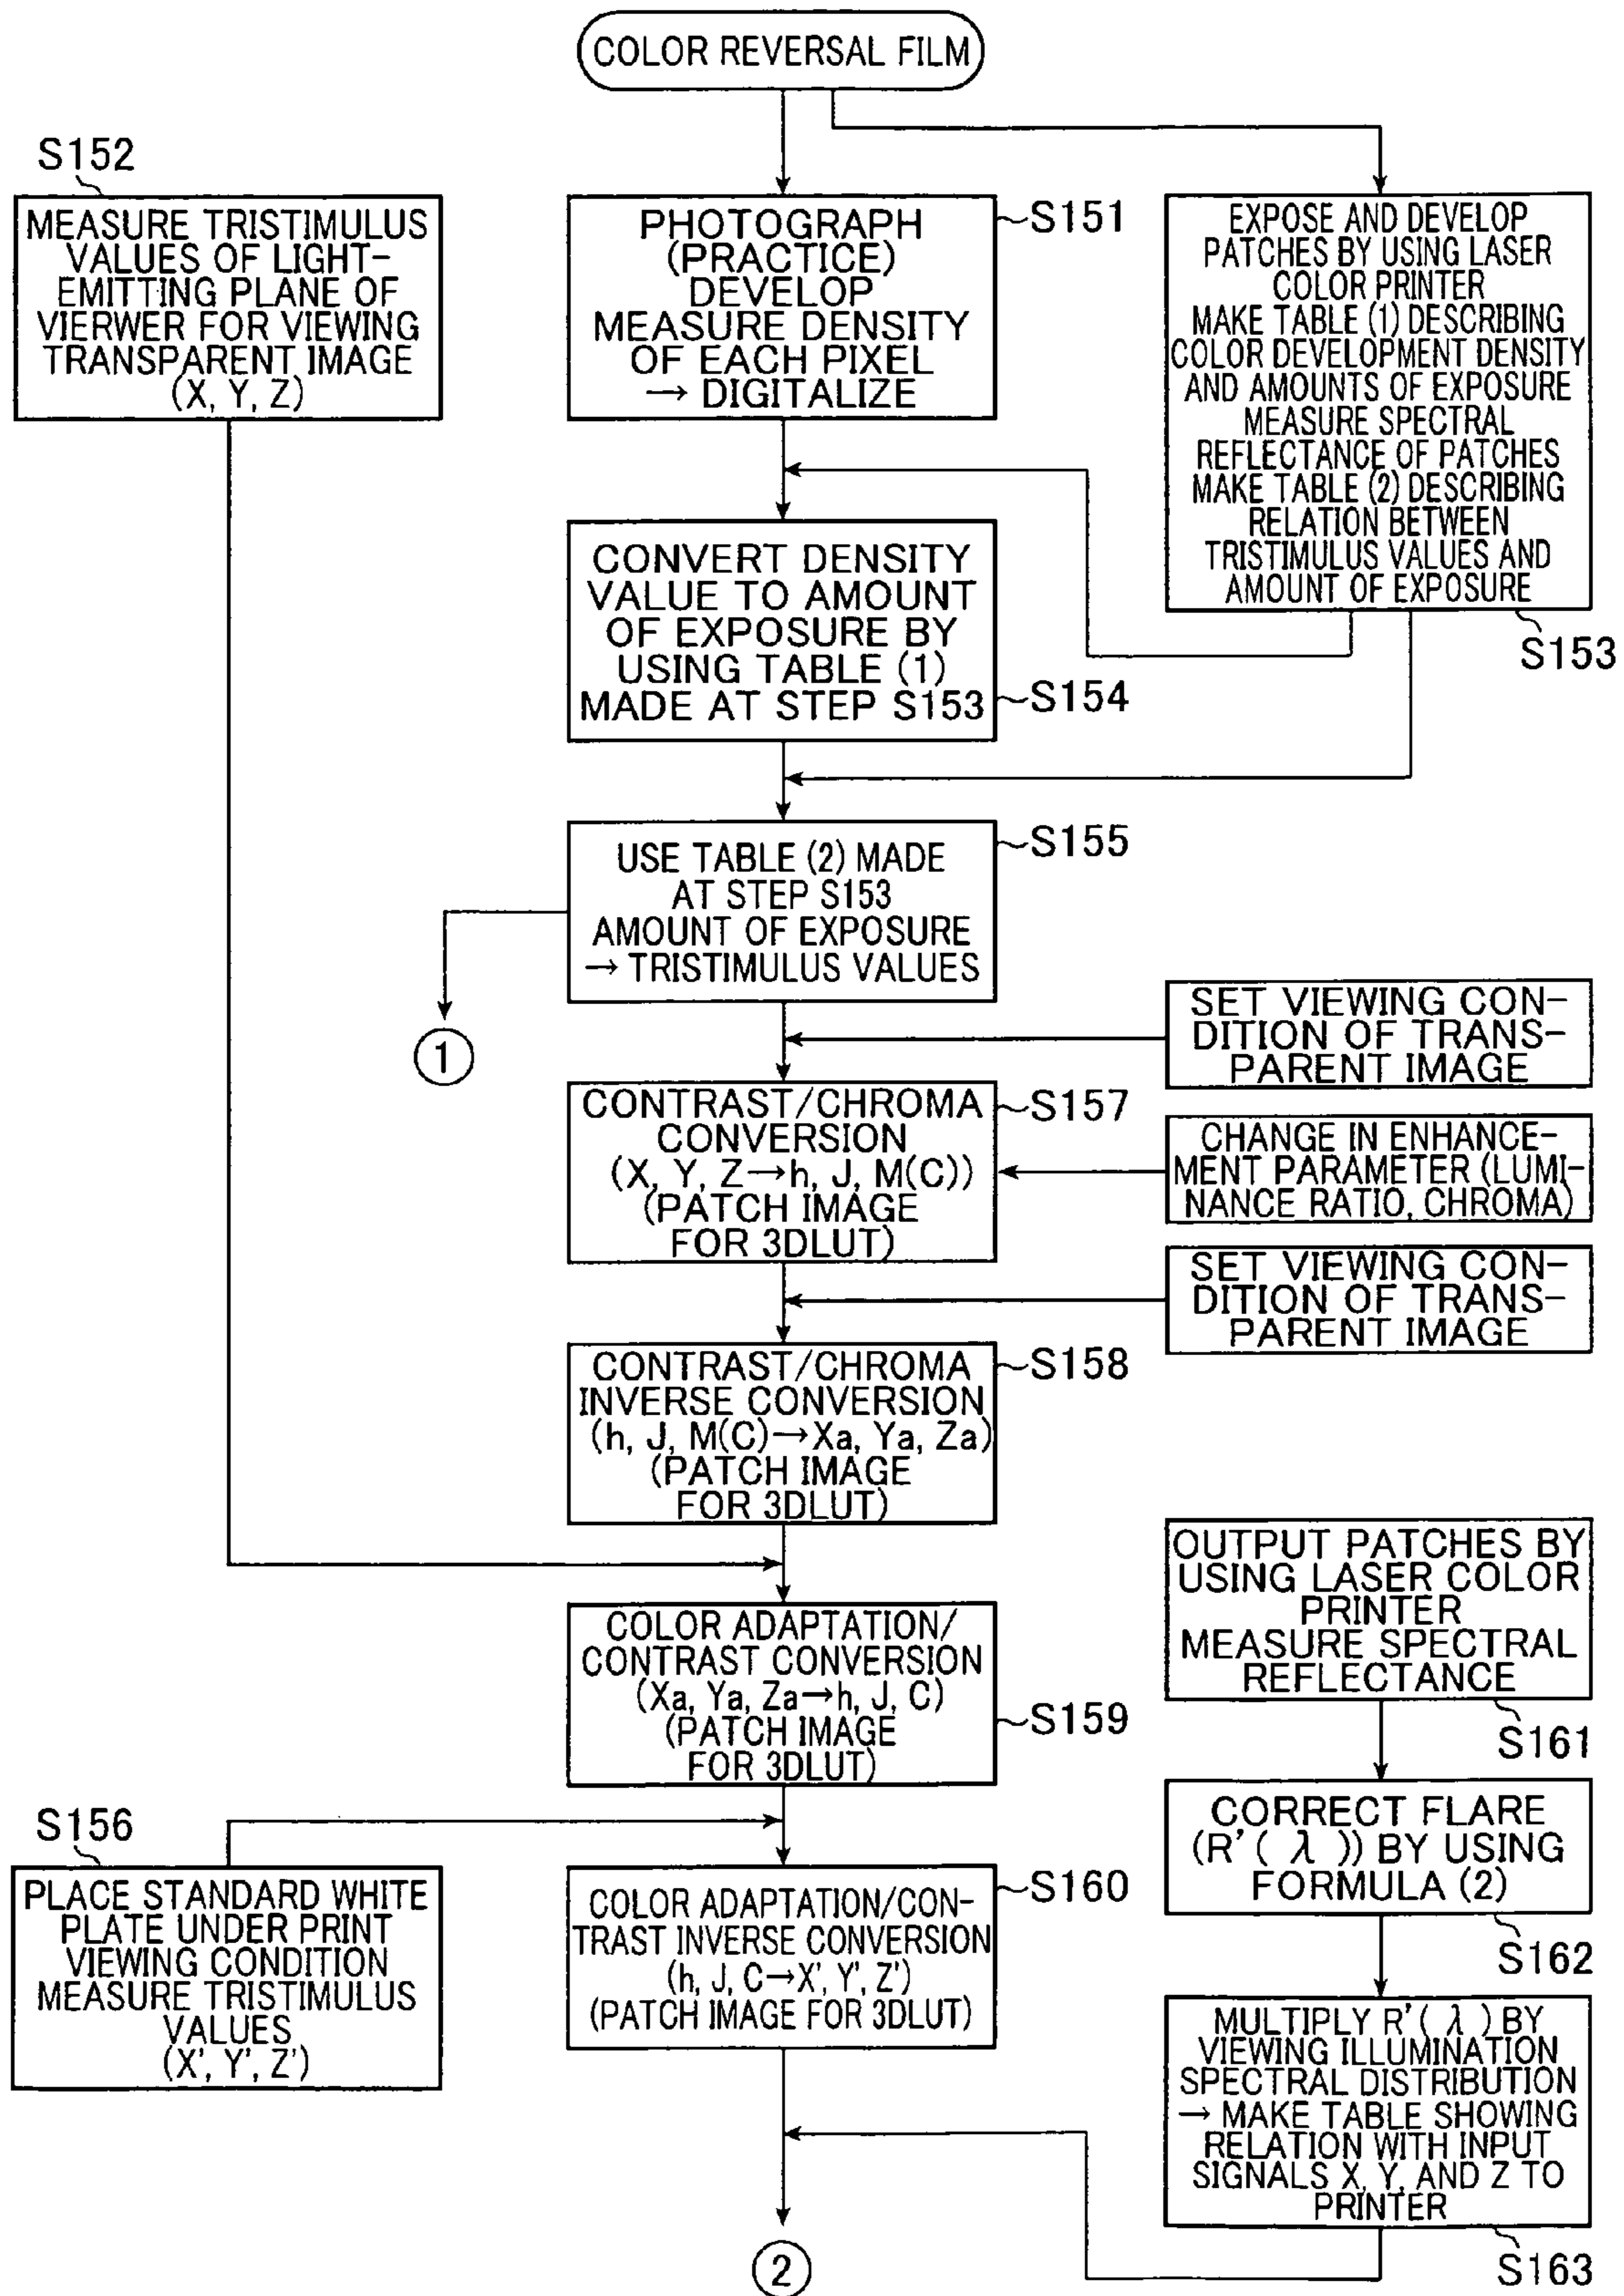 COLOR REVERSAL FILM
S152
MEASURE TRISTIMULUS
VALUES OF LIGHT-
EMITTING PLANE OF
VIERWER FOR VIEWING
TRANSPARENT IMAGE
(X, Y, Z)
PHOTOGRAPH
(PRACTICE)
DEVELOP
MEASURE DENSITY
OF EACH PIXEL
→ DIGITALIZE
S151
EXPOSE AND DEVELOP
PATCHES BY USING LASER
COLOR PRINTER
MAKE TABLE (1) DESCRIBING
COLOR DEVELOPMENT DENSITY
AND AMOUNTS OF EXPOSURE
MEASURE SPECTRAL
REFLECTANCE OF PATCHES
MAKE TABLE (2) DESCRIBING
RELATION BETWEEN
TRISTIMULUS VALUES AND
AMOUNT OF EXPOSURE
S153
CONVERT DENSITY
VALUE TO AMOUNT
OF EXPOSURE BY
USING TABLE (1)
MADE AT STEP S153
S154
USE TABLE (2) MADE
AT STEP S153
AMOUNT OF EXPOSURE
→ TRISTIMULUS VALUES
S155
1
SET VIEWING CON-
DITION OF TRANS-
PARENT IMAGE
CONTRAST/CHROMA
CONVERSION
(X, Y, Z→h, J, M(C))
(PATCH IMAGE
FOR 3DLUT)
S157
CHANGE IN ENHANCE-
MENT PARAMETER (LUMI-
NANCE RATIO, CHROMA)
SET VIEWING CON-
DITION OF TRANS-
PARENT IMAGE
CONTRAST/CHROMA
INVERSE CONVERSION
(h, J, M(C)→Xa, Ya, Za)
(PATCH IMAGE
FOR 3DLUT)
S158
COLOR ADAPTATION/
CONTRAST CONVERSION
(Xa, Ya, Za→h, J, C)
(PATCH IMAGE
FOR 3DLUT)
S159
OUTPUT PATCHES BY
USING LASER COLOR
PRINTER
MEASURE SPECTRAL
REFLECTANCE
S161
S156
PLACE STANDARD WHITE
PLATE UNDER PRINT
VIEWING CONDITION
MEASURE TRISTIMULUS
VALUES
(X', Y', Z')
COLOR ADAPTATION/CON-
TRAST INVERSE CONVERSION
(h, J, C→X', Y', Z')
(PATCH IMAGE FOR 3DLUT)
S160
CORRECT FLARE
(R'( λ )) BY USING
FORMULA (2)
S162
MULTIPLY R'( λ ) BY
VIEWING ILLUMINATION
SPECTRAL DISTRIBUTION
→ MAKE TABLE SHOWING
RELATION WITH INPUT
SIGNALS X, Y, AND Z TO
PRINTER
S163
2